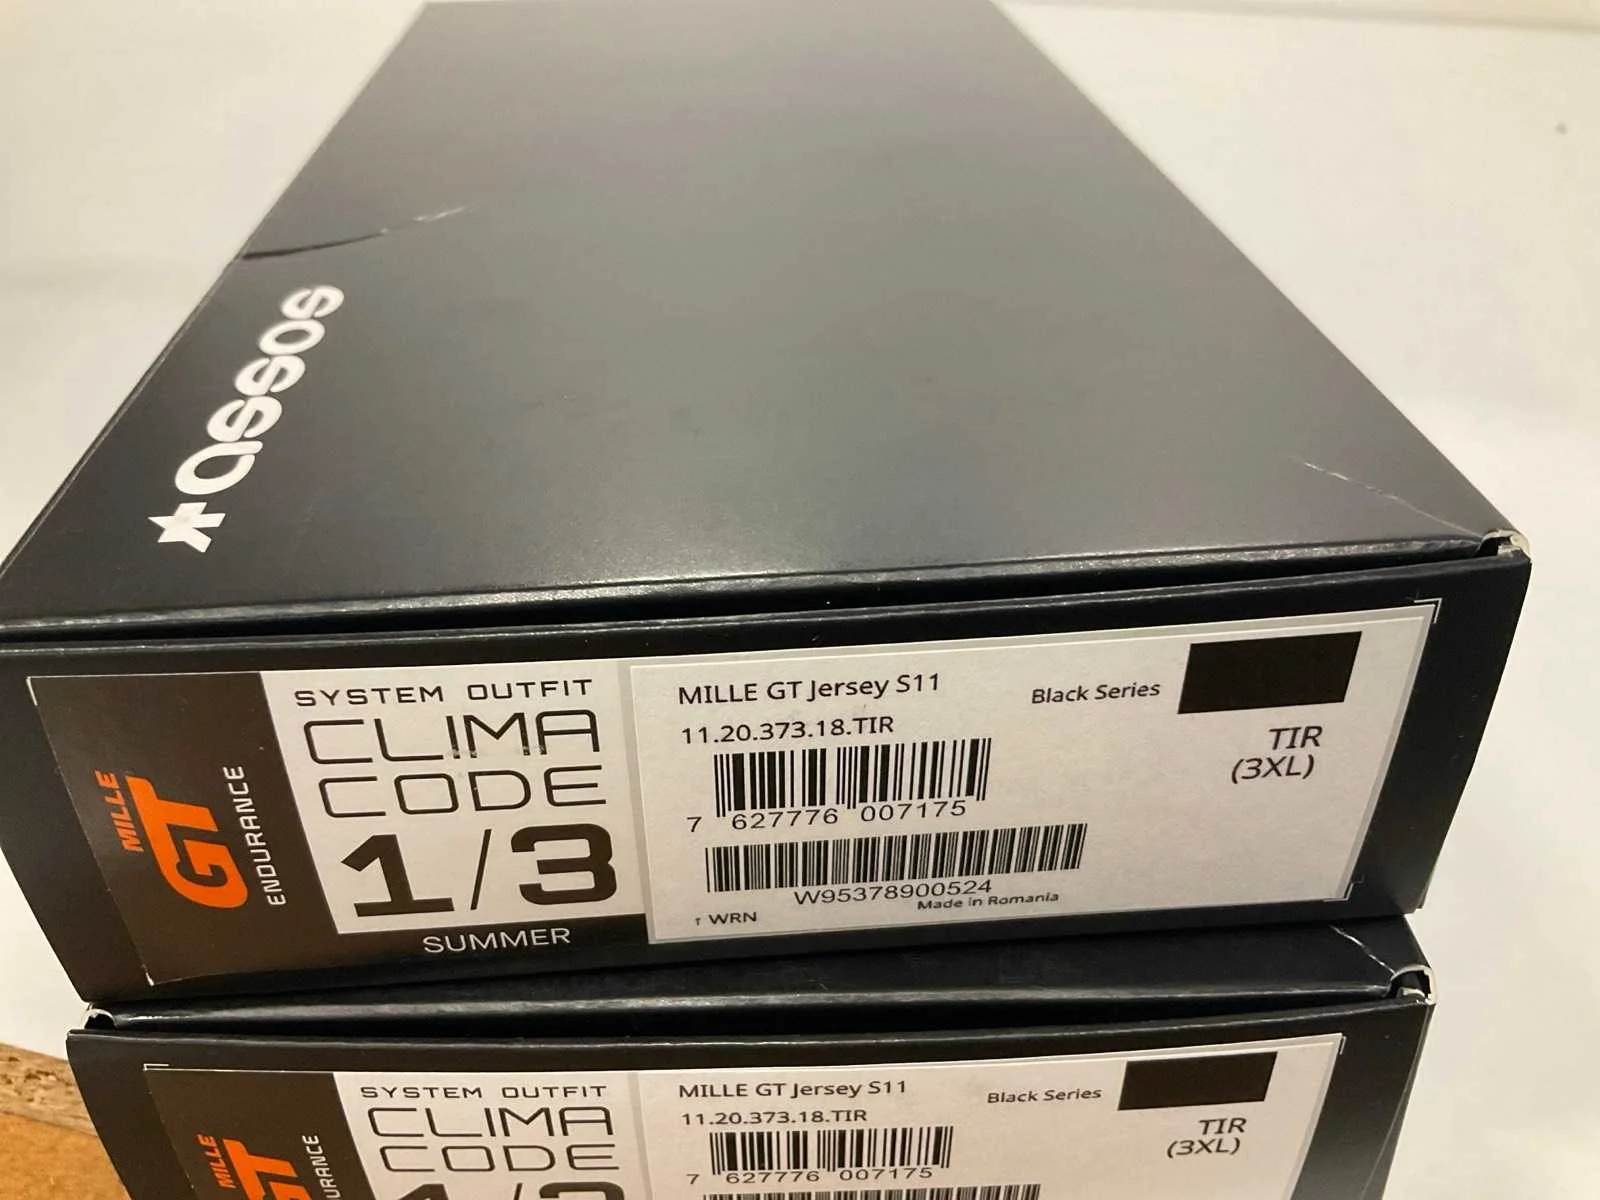 assos
MILLE
GT
ENDURANCE
SYSTEM OUTFIT
CLIMA
CODE
1/3
SUMMER
MILLE GT Jersey S11
11.20.373.18.TIR
Black Series
TIR
(3XL)
7 627776 007175
W95378900524
Made in Romania
r WRN
MILLE
GT
SYSTEM OUTFIT
CLIMA
CODE
1/3
MILLE GT Jersey S11
11.20.373.18.TIR
Black Series
TIR
(3XL)
7 627776 007175